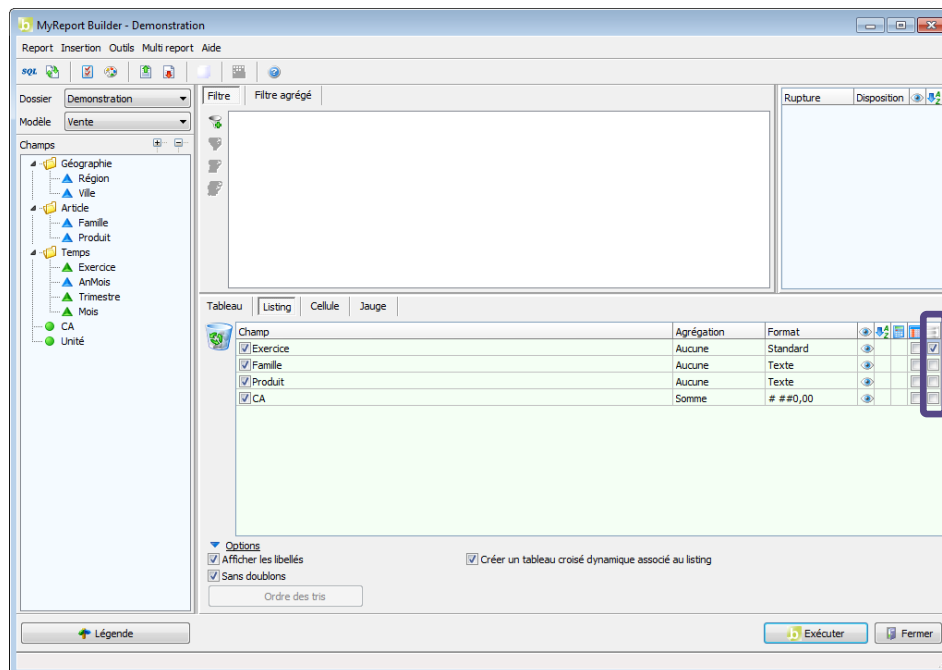 MyReport Builder - Demonstration
Report Insertion Outils Multi report Aide
SQL
Dossier Demonstration
Modèle Vente
Champs
Géographie
Région
Ville
Article
Famille
Produit
Temps
Exercice
AnMois
Trimestre
Mois
CA
Unité
Filtre Filtre agrégé
Rupture Disposition
Tableau Listing Cellule Jauge
Champ Agrégation Format
Exercice Aucune Standard
Famille Aucune Texte
Produit Aucune Texte
CA Somme # ##0,00
Options
Afficher les libellés Créer un tableau croisé dynamique associé au listing
Sans doublons
Ordre des tris
Légende Exécuter Fermer